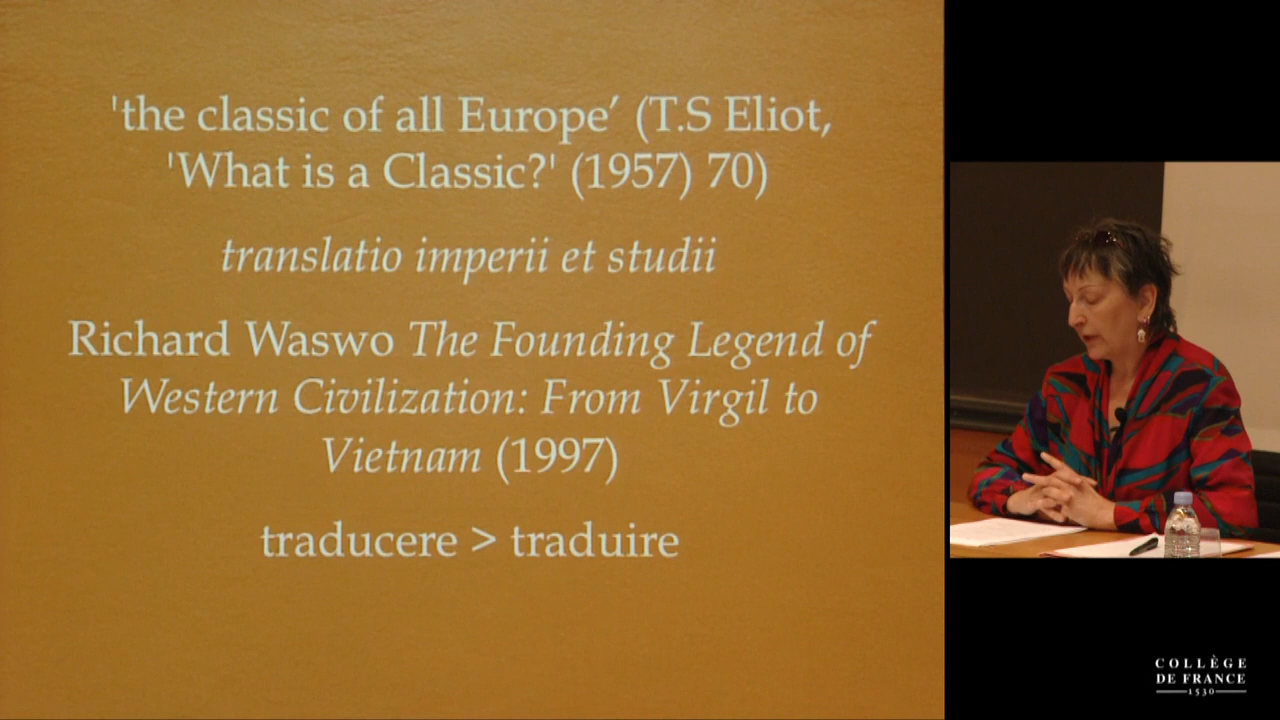 'the classic of all Europe’ (T.S Eliot,
'What is a Classic?' (1957) 70)
translatio imperii et studii
Richard Waswo The Founding Legend of
Western Civilization: From Virgil to
Vietnam (1997)
traducere > traduire
COLLÈGE
DE FRANCE
1530